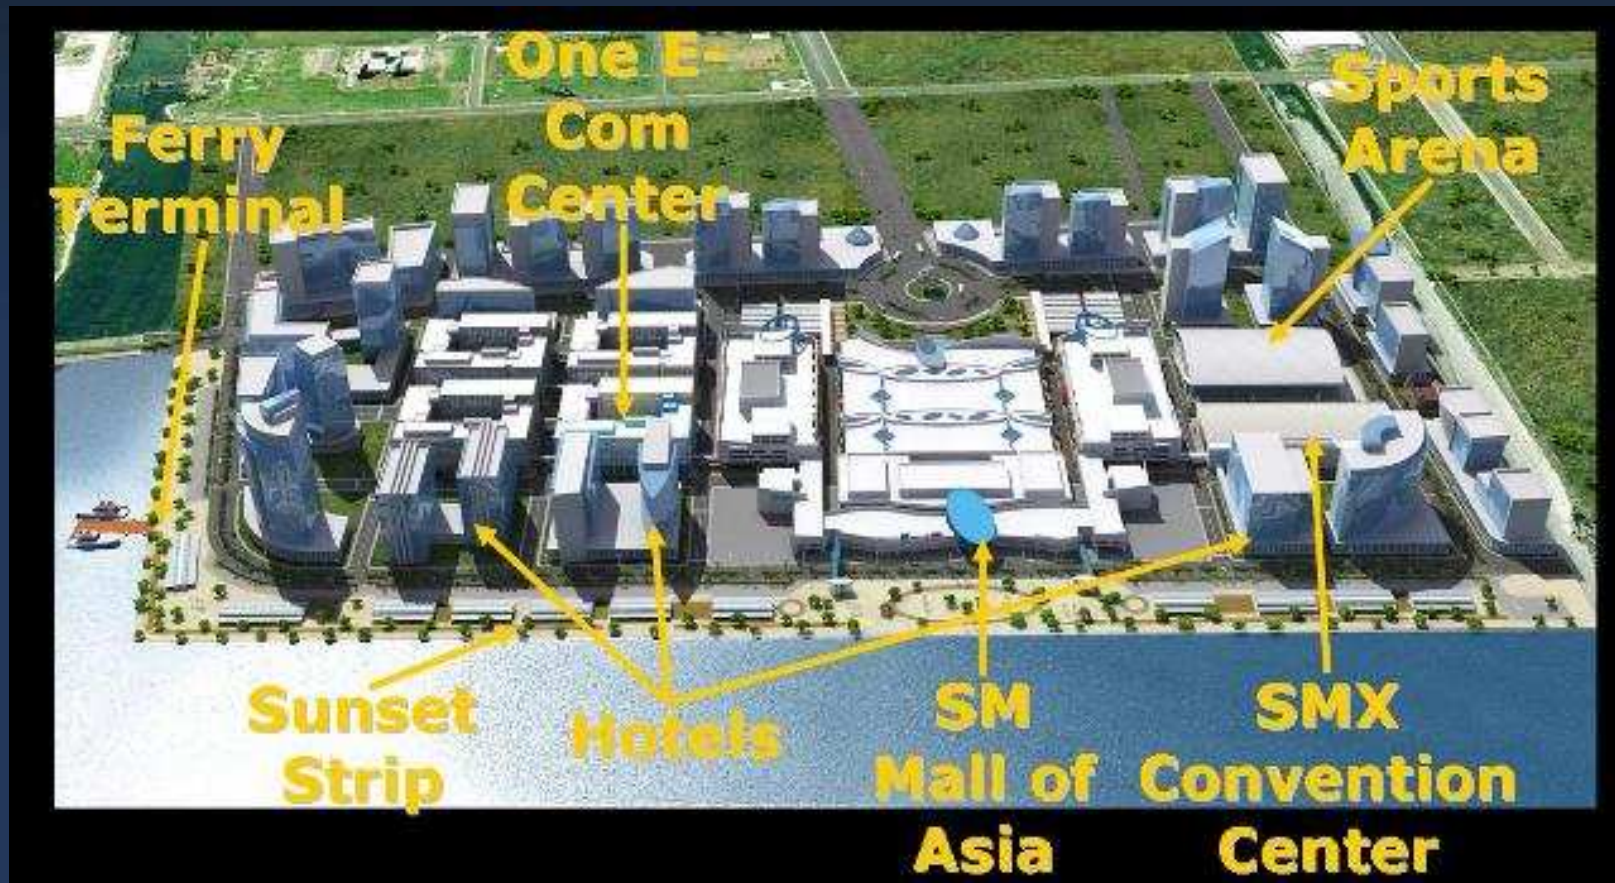 One E-
Com
Center
Sports
Arena
Ferry
Terminal
Sunset
Strip
Hotels
SM
Mall of
Asia
SMX
Convention
Center